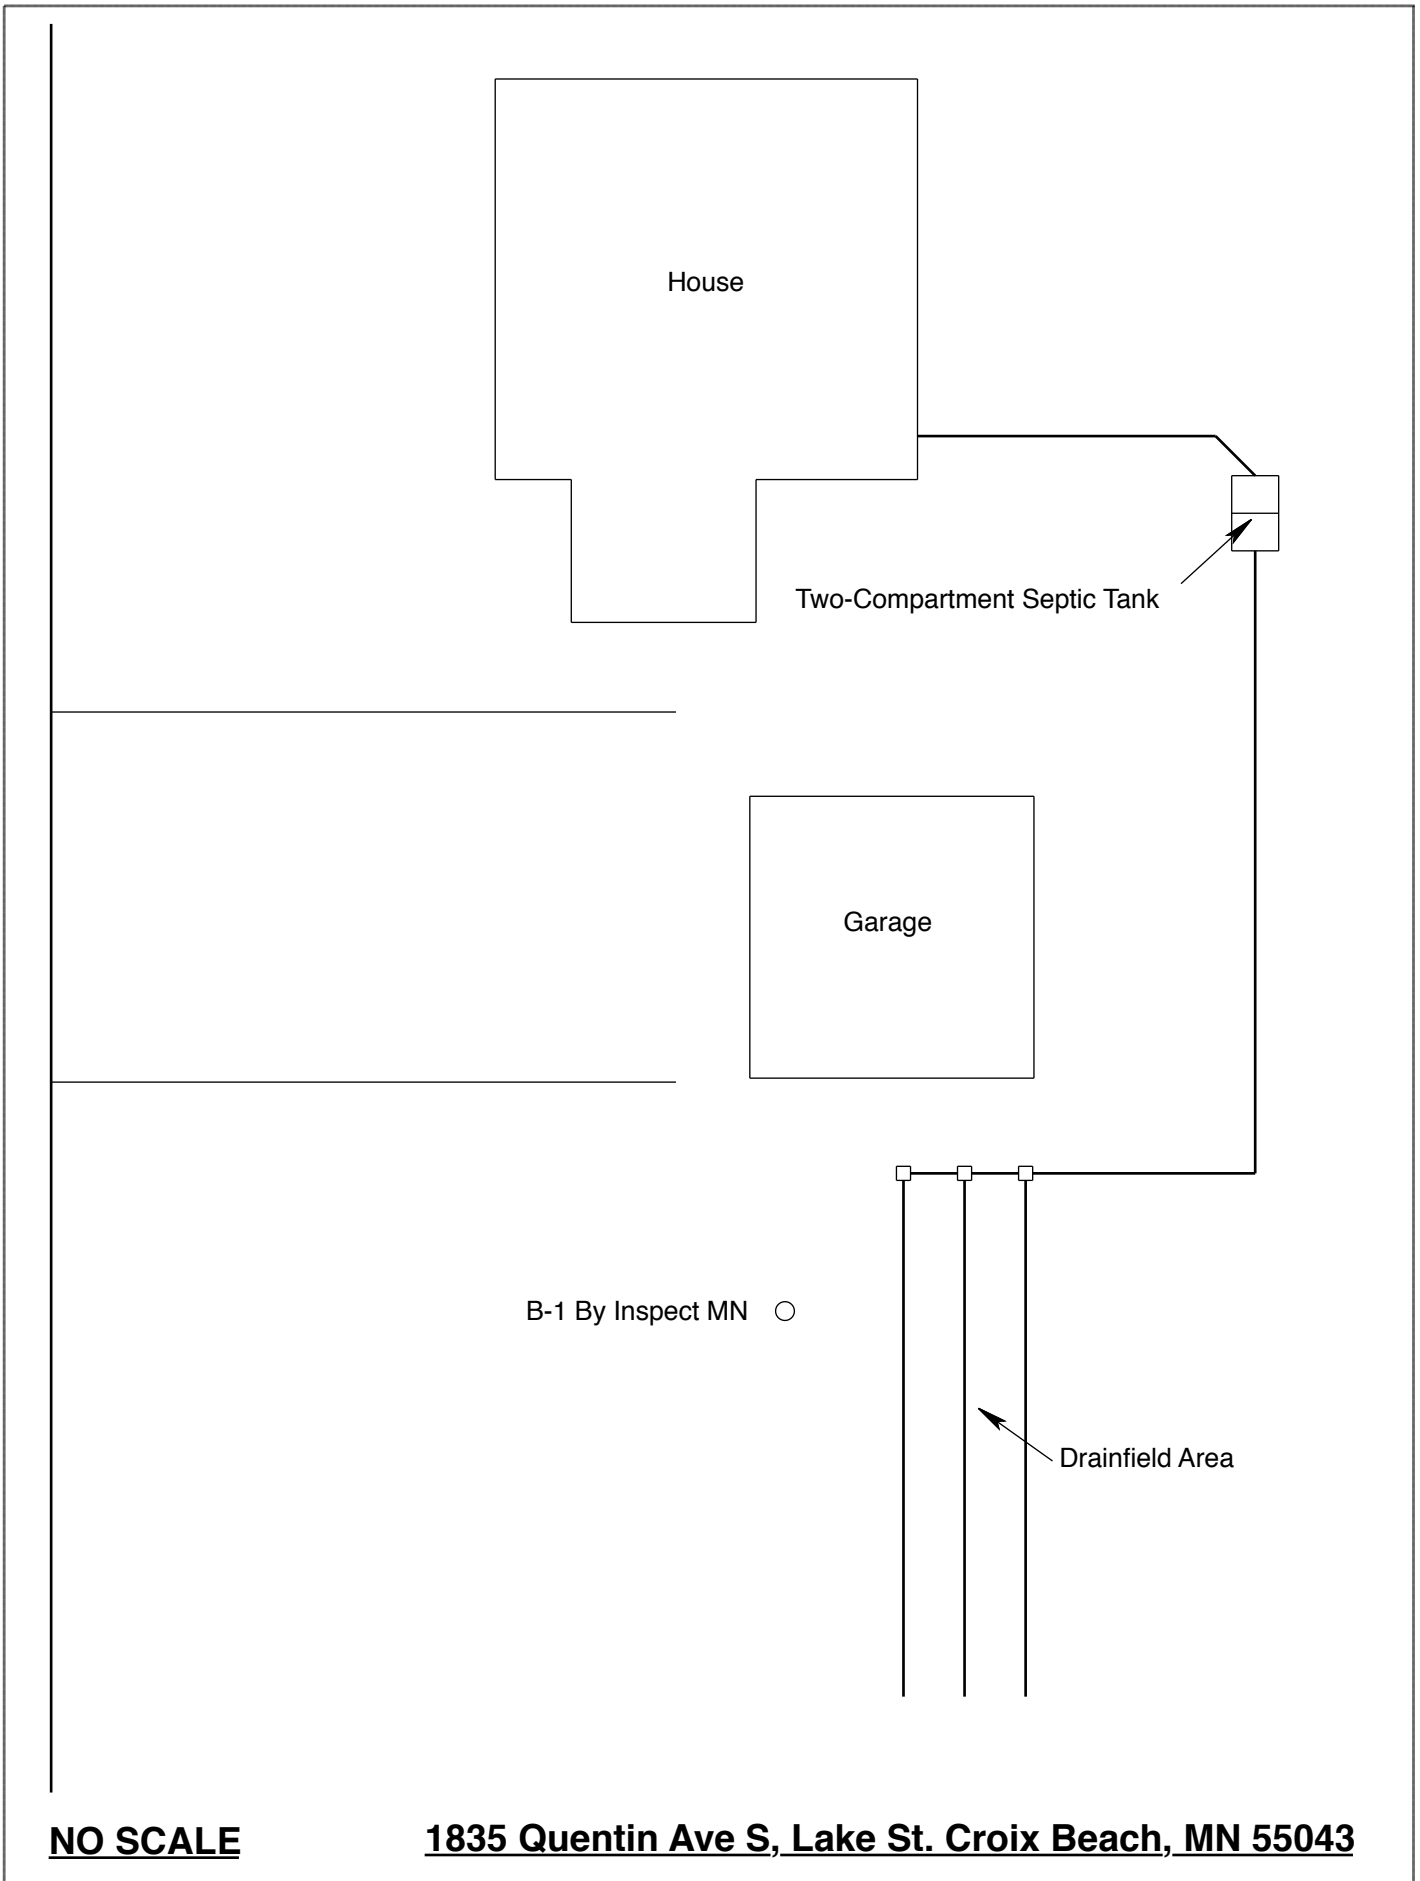 House
Two-Compartment Septic Tank
Garage
B-1 By Inspect MN
Drainfield Area
NO SCALE
1835 Quentin Ave S, Lake St. Croix Beach, MN 55043